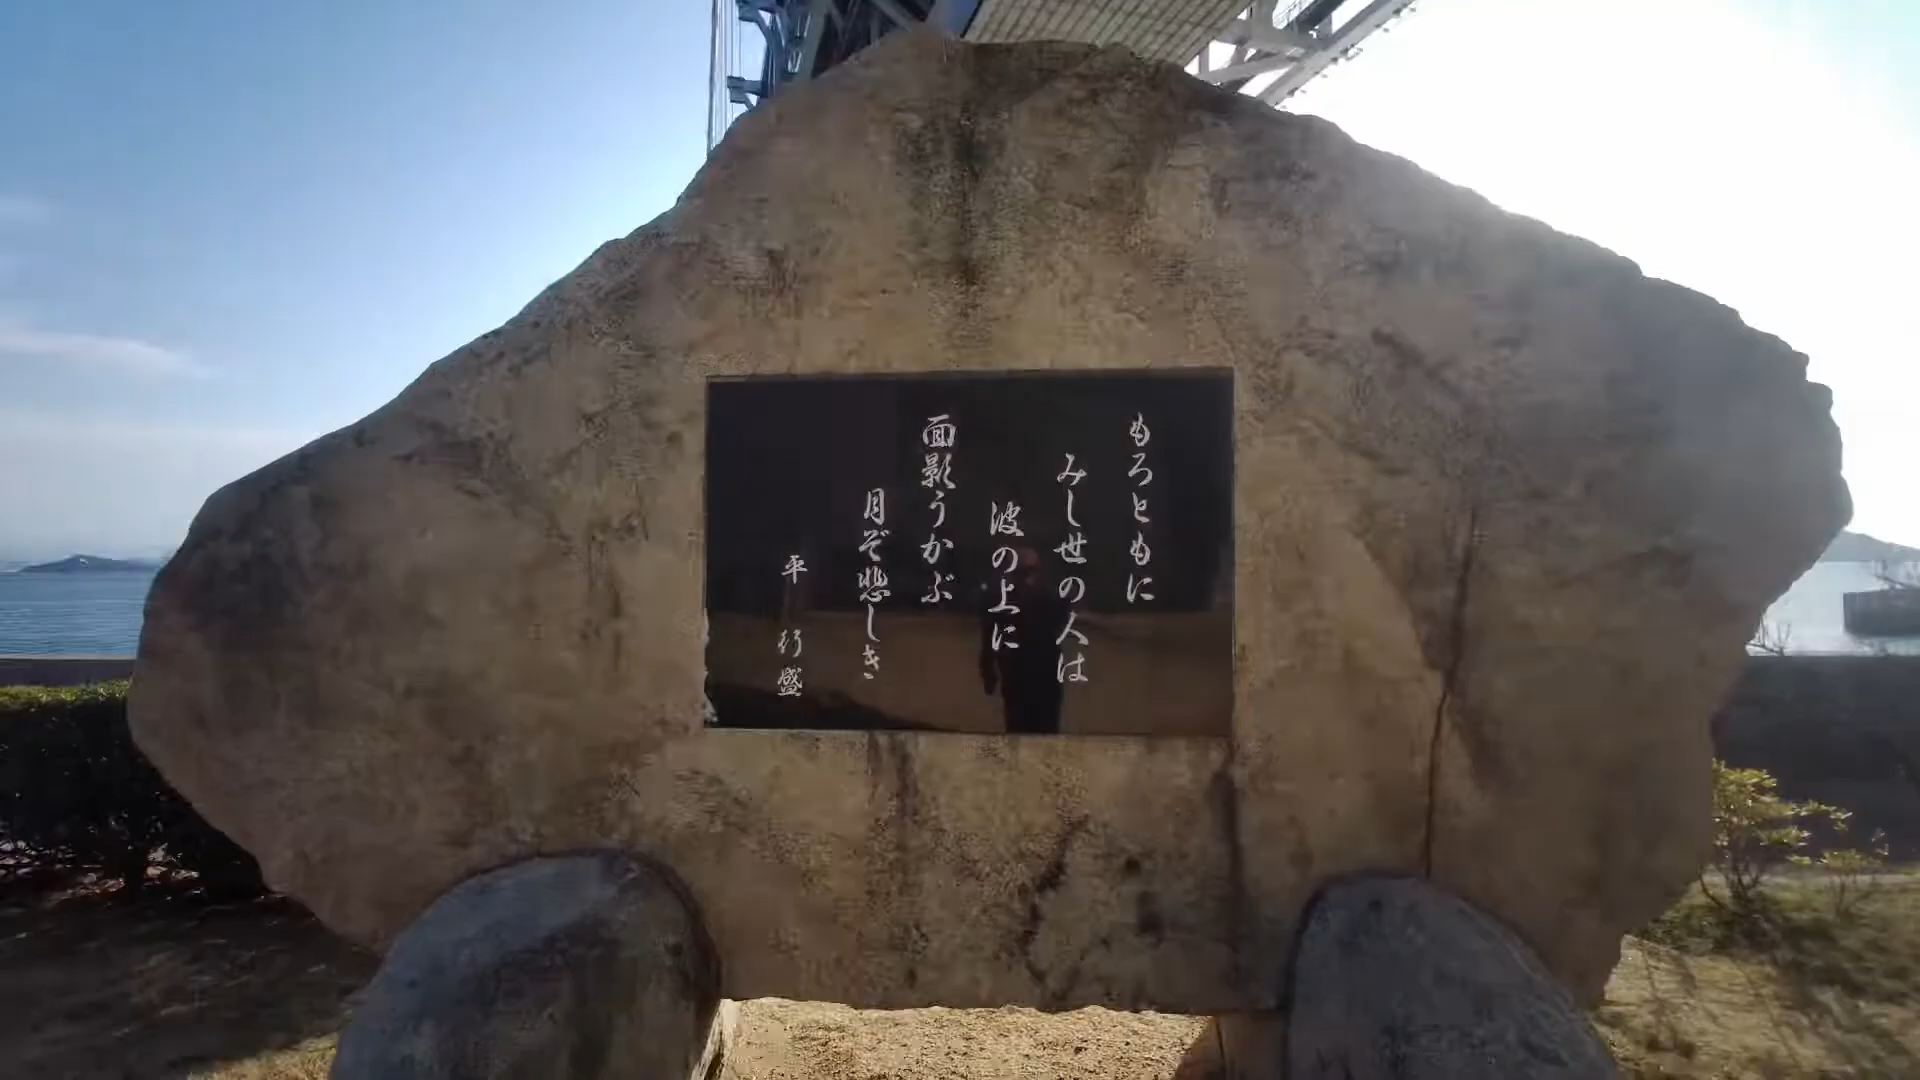 もろともに
みし世の人は
波の上に
面影うかぶ
月ぞ悲しき
平 行盛